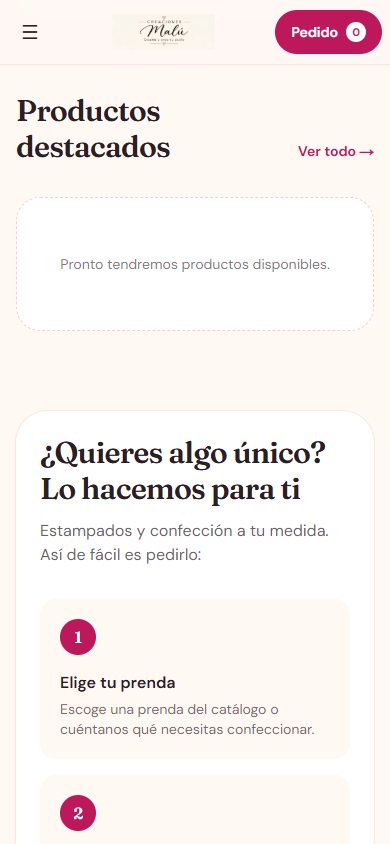 ☰
CREACIONES
Malú
Pedido 0
Productos
destacados
Ver todo →
Pronto tendremos productos disponibles.
¿Quieres algo único?
Lo hacemos para ti
Estampados y confección a tu medida.
Así de fácil es pedirlo:
1
Elige tu prenda
Escoge una prenda del catálogo o
cuéntanos qué necesitas confeccionar.
2